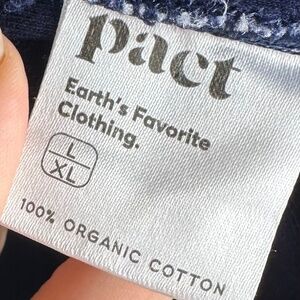 pact
Earth's Favorite
Clothing.
L
XL
100% ORGANIC COTTON